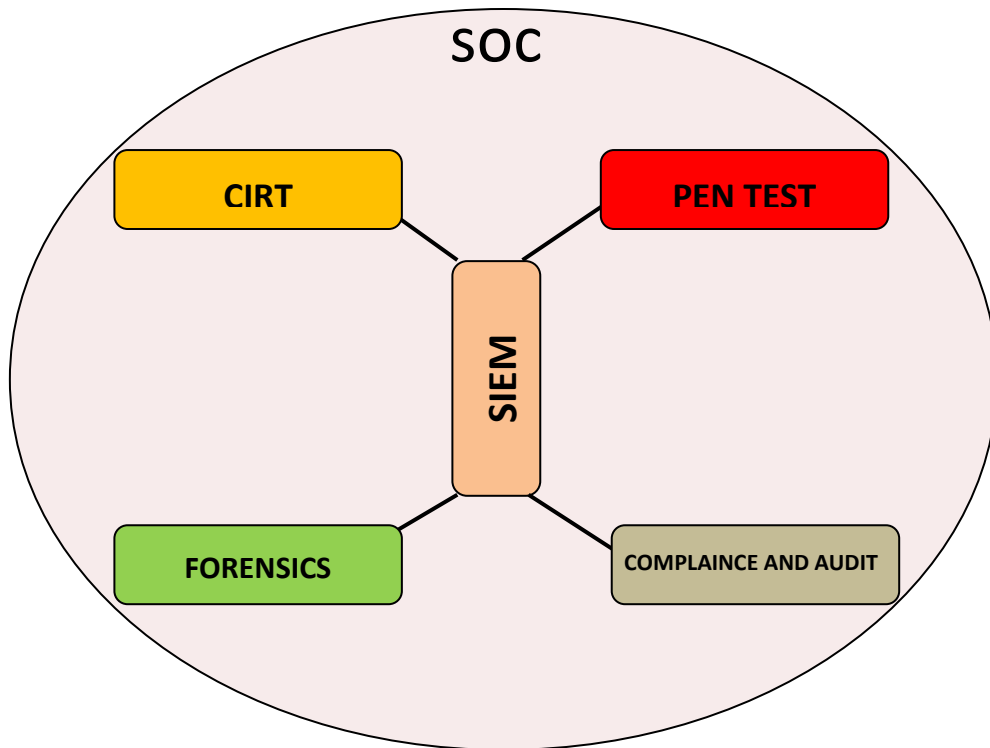 SOC
CIRT
PEN TEST
SIEM
FORENSICS
COMPLAINCE AND AUDIT